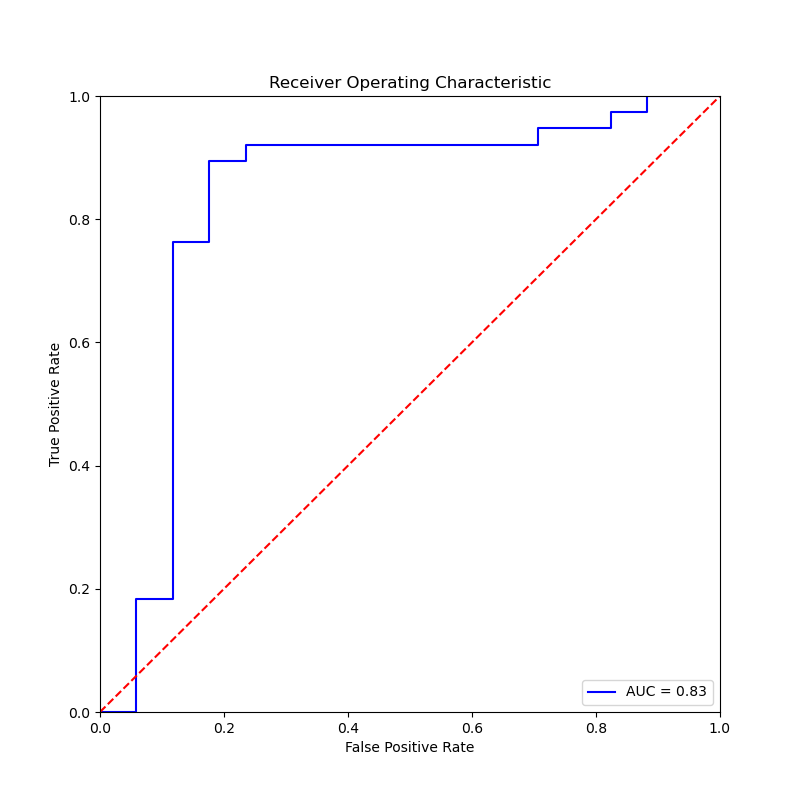 Receiver Operating Characteristic
1.0
0.8
0.6
0.4
0.2
0.0
True Positive Rate
AUC = 0.83
0.0 0.2 0.4 0.6 0.8 1.0
False Positive Rate